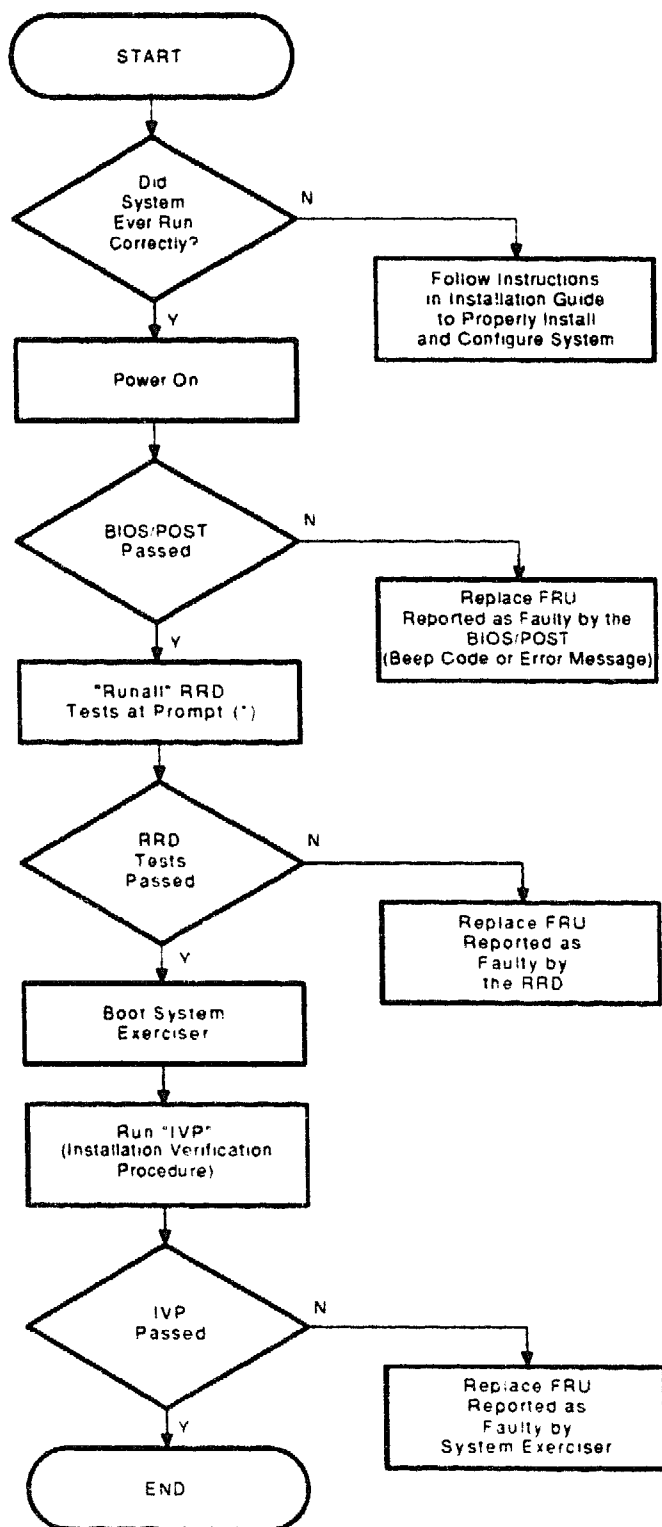 START
Did
System
Ever Run
Correctly?
N
Follow Instructions
in Installation Guide
to Properly Install
and Configure System
Y
Power On
BIOS/POST
Passed
N
Replace FRU
Reported as Faulty by the
BIOS/POST
(Beep Code or Error Message)
Y
"Runall" RRD
Tests at Prompt (*)
RRD
Tests
Passed
N
Replace FRU
Reported as
Faulty by
the RRD
Y
Boot System
Exerciser
Run "IVP"
(Installation Verification
Procedure)
IVP
Passed
N
Replace FRU
Reported as
Faulty by
System Exerciser
Y
END